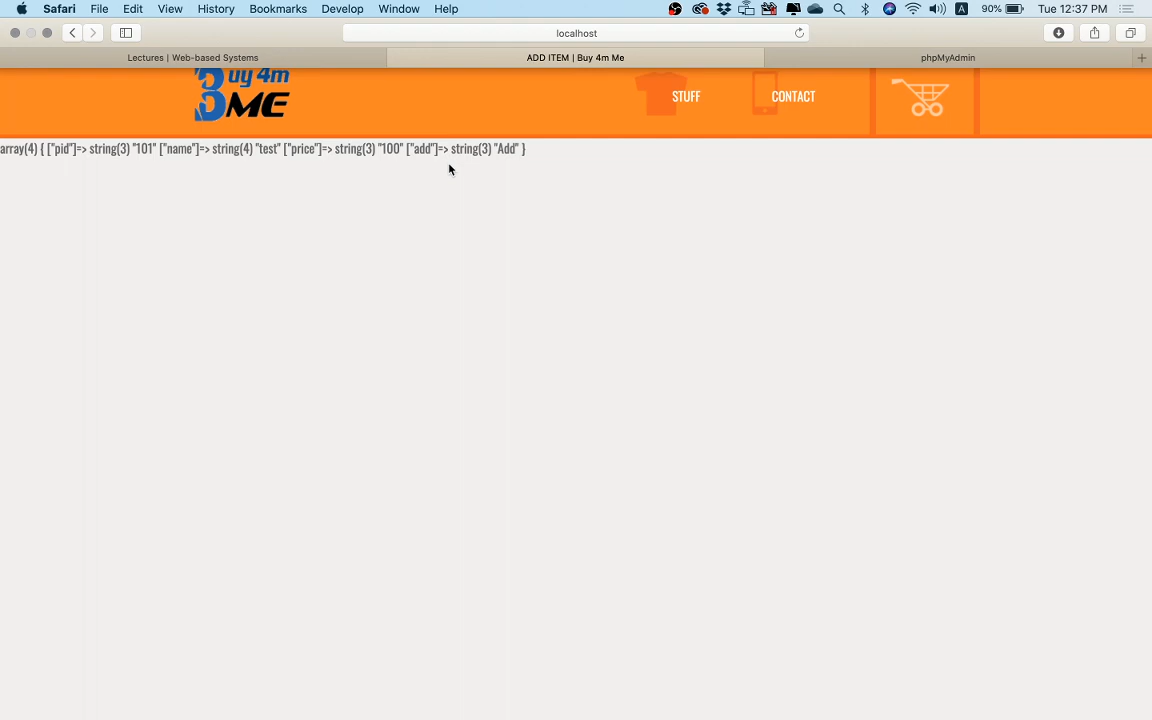 Safari File Edit View History Bookmarks Develop Window Help A 90% Tue 12:37 PM
localhost
Lectures | Web-based Systems ADD ITEM | Buy 4m Me phpMyAdmin +
Buy 4m
ME
STUFF CONTACT
array(4) { ["pid"]=> string(3) "101" ["name"]=> string(4) "test" ["price"]=> string(3) "100" ["add"]=> string(3) "Add" }